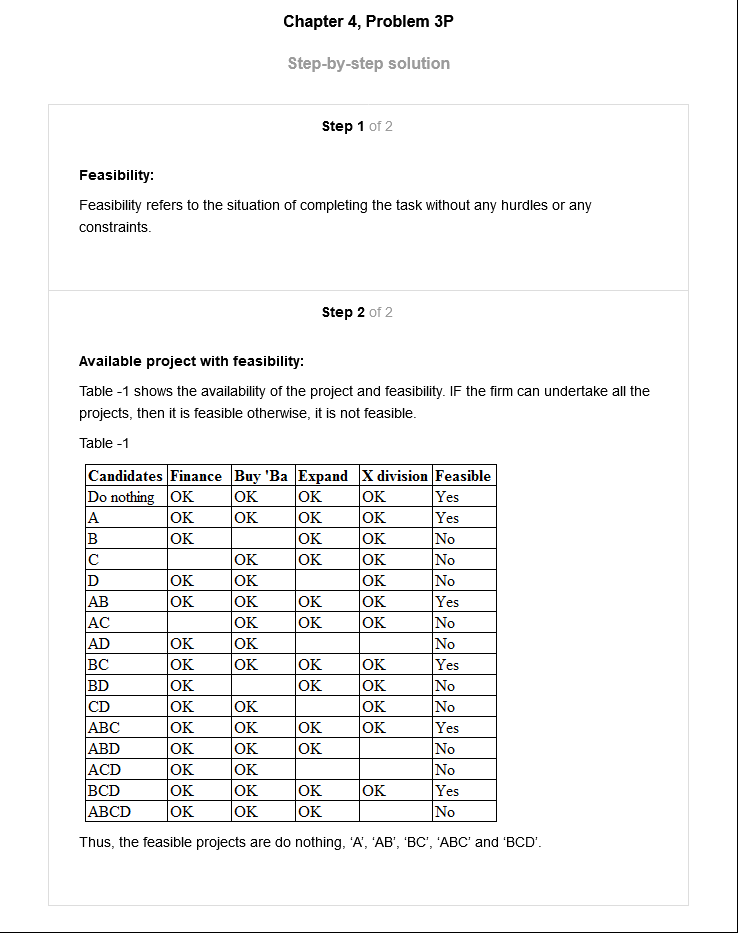 Chapter 4, Problem 3P
Step-by-step solution
Step 1 of 2
Feasibility:
Feasibility refers to the situation of completing the task without any hurdles or any
constraints.
Step 2 of 2
Available project with feasibility:
Table -1 shows the availability of the project and feasibility. IF the firm can undertake all the
projects, then it is feasible otherwise, it is not feasible.
Table -1
Candidates Finance Buy 'Ba Expand X division Feasible
Do nothing OK OK OK OK Yes
A OK OK OK OK Yes
B OK OK OK No
C OK OK OK No
D OK OK OK No
AB OK OK OK OK Yes
AC OK OK OK No
AD OK OK No
BC OK OK OK OK Yes
BD OK OK OK No
CD OK OK OK No
ABC OK OK OK OK Yes
ABD OK OK OK No
ACD OK OK No
BCD OK OK OK OK Yes
ABCD OK OK OK No
Thus, the feasible projects are do nothing, ‘A’, ‘AB’, ‘BC’, ‘ABC’ and ‘BCD’.